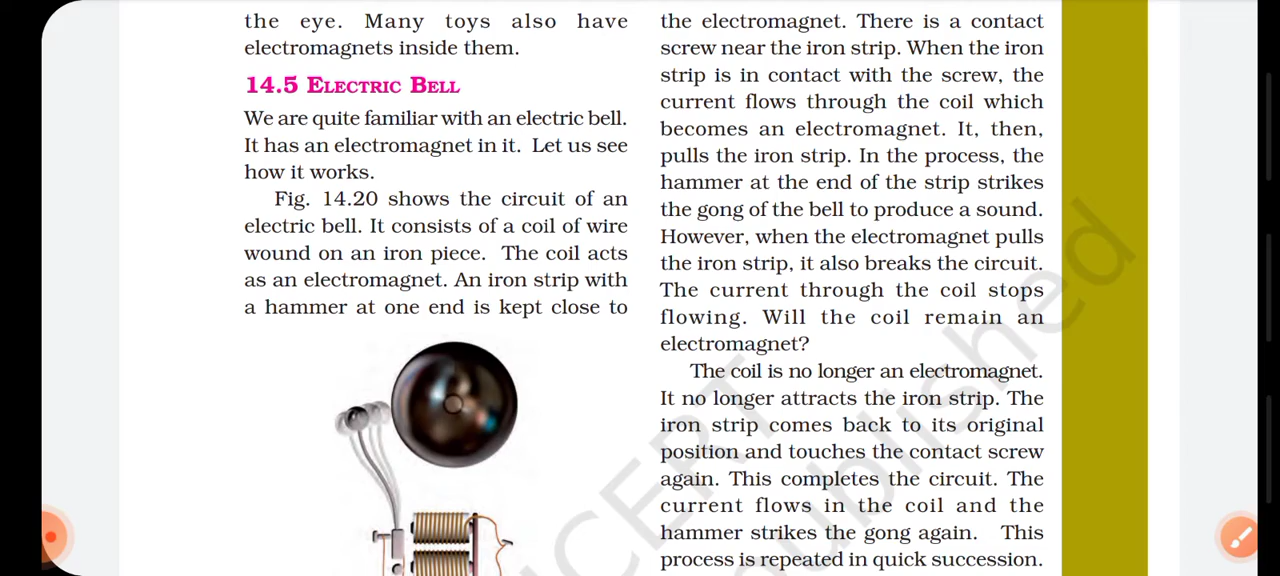 the eye. Many toys also have
electromagnets inside them.
14.5 ELECTRIC BELL
We are quite familiar with an electric bell.
It has an electromagnet in it. Let us see
how it works.
Fig. 14.20 shows the circuit of an
electric bell. It consists of a coil of wire
wound on an iron piece. The coil acts
as an electromagnet. An iron strip with
a hammer at one end is kept close to
the electromagnet. There is a contact
screw near the iron strip. When the iron
strip is in contact with the screw, the
current flows through the coil which
becomes an electromagnet. It, then,
pulls the iron strip. In the process, the
hammer at the end of the strip strikes
the gong of the bell to produce a sound.
However, when the electromagnet pulls
the iron strip, it also breaks the circuit.
The current through the coil stops
flowing. Will the coil remain an
electromagnet?
The coil is no longer an electromagnet.
It no longer attracts the iron strip. The
iron strip comes back to its original
position and touches the contact screw
again. This completes the circuit. The
current flows in the coil and the
hammer strikes the gong again. This
process is repeated in quick succession.
NCERT
published